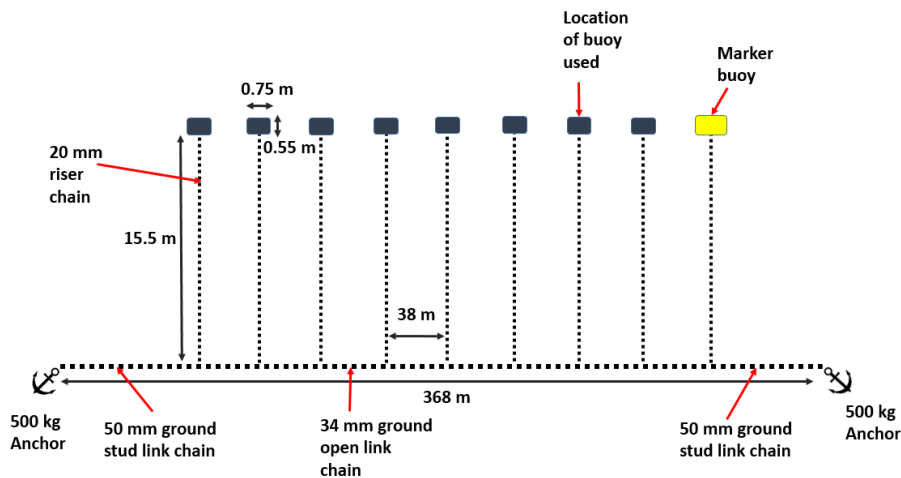 Location
of buoy
used
Marker
buoy
0.75 m
0.55 m
20 mm
riser
chain
15.5 m
38 m
368 m
500 kg
Anchor
50 mm ground
stud link chain
34 mm ground
open link
chain
50 mm ground
stud link chain
500 kg
Anchor